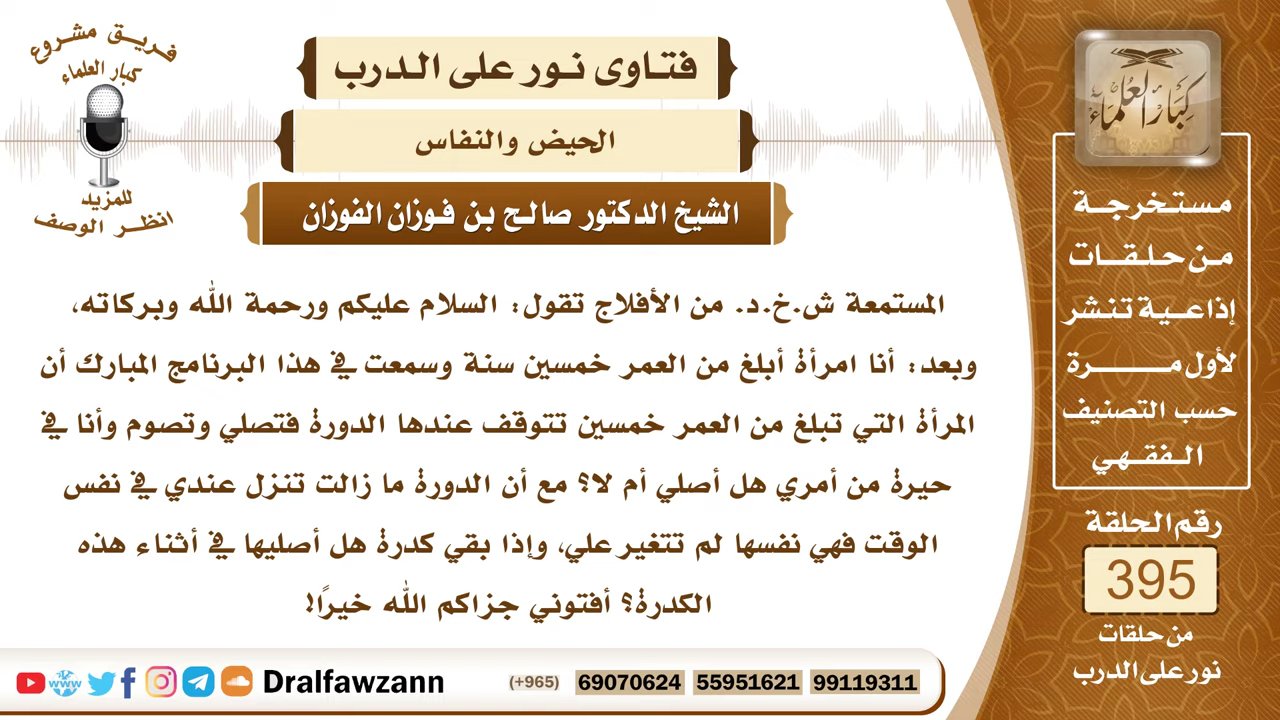 فريق مشروع
كبار العلماء
للمزيد
انظر الوصف
فتاوى نور على الدرب
الحيض والنفاس
الشيخ الدكتور صالح بن فوزان الفوزان
المستمعة ش.خ.د. من الأفلاج تقول: السلام عليكم ورحمة الله وبركاته،
وبعد: أنا امرأة أبلغ من العمر خمسين سنة وسمعت في هذا البرنامج المبارك أن
المرأة التي تبلغ من العمر خمسين تتوقف عندها الدورة فتصلي وتصوم وأنا في
حيرة من أمري هل أصلي أم لا؟ مع أن الدورة ما زالت تنزل عندي في نفس
الوقت فهي نفسها لم تتغير علي، وإذا بقي كدرة هل أصليها في أثناء هذه
الكدرة؟ أفتوني جزاكم الله خيرًا!
كبار العلماء
مستخرجة
من حلقات
إذاعية تنشر
لأول مرة
حسب التصنيف
الفقهي
رقم الحلقة
395
من حلقات
نور على الدرب
www Dralfawzann (+965) 69070624 55951621 99119311